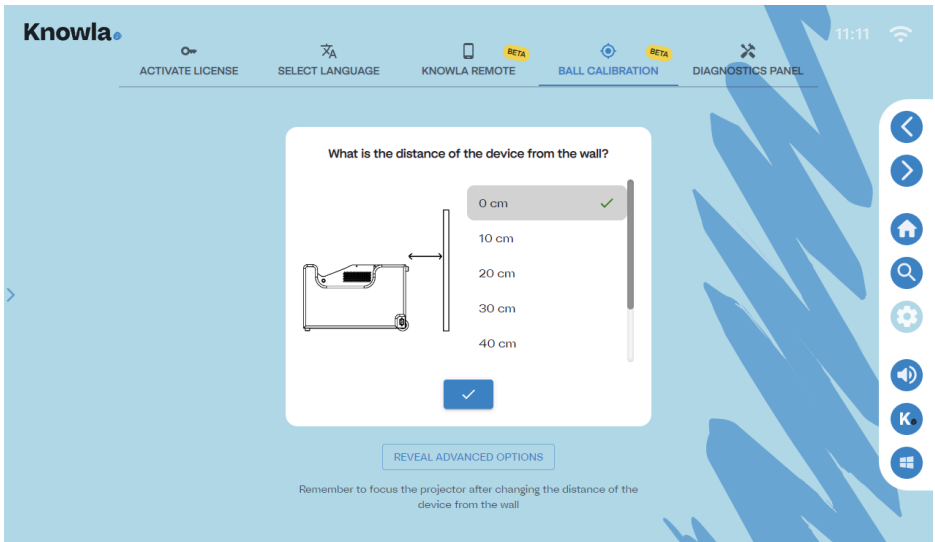 Knowla
11:11
ACTIVATE LICENSE
SELECT LANGUAGE
KNOWLA REMOTE
BETA
BALL CALIBRATION
BETA
DIAGNOSTICS PANEL
What is the distance of the device from the wall?
0 cm
10 cm
20 cm
30 cm
40 cm
REVEAL ADVANCED OPTIONS
Remember to focus the projector after changing the distance of the
device from the wall
K.